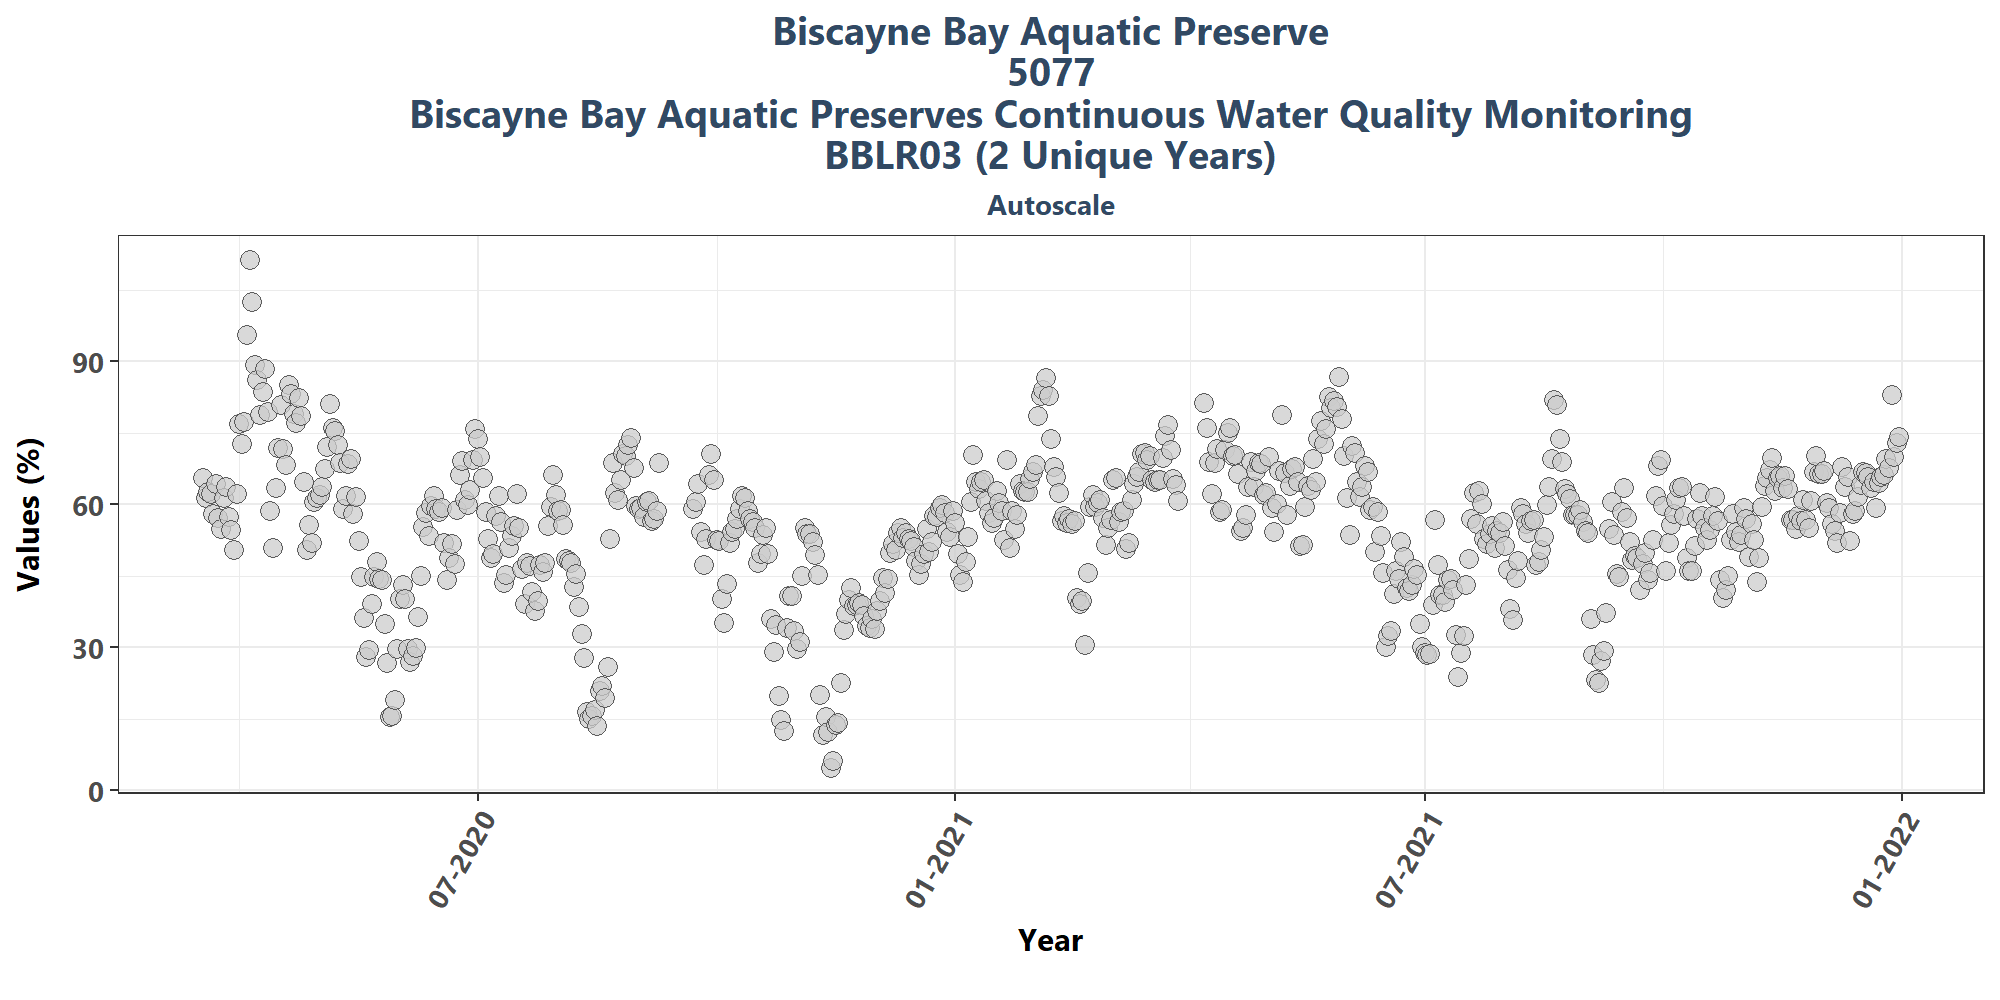 Biscayne Bay Aquatic Preserve
5077
Biscayne Bay Aquatic Preserves Continuous Water Quality Monitoring
BBLR03 (2 Unique Years)
Autoscale
Values (%)
90
60
30
0
07-2020
01-2021
07-2021
01-2022
Year